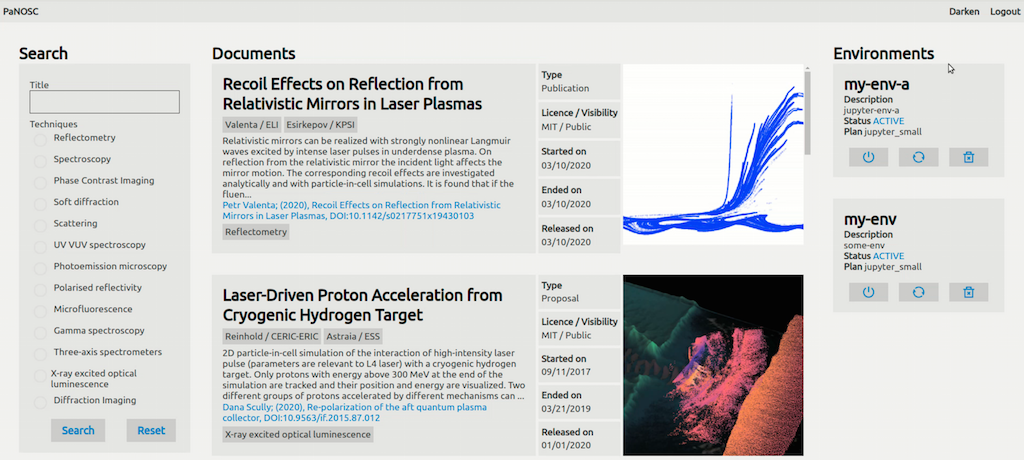 PaNOSC
Darken
Logout
Search
Title
Techniques
Reflectometry
Spectroscopy
Phase Contrast Imaging
Soft diffraction
Scattering
UV VUV spectroscopy
Photoemission microscopy
Polarised reflectivity
Microfluorescence
Gamma spectroscopy
Three-axis spectrometers
X-ray excited optical
luminescence
Diffraction Imaging
Search
Reset
Documents
Recoil Effects on Reflection from
Relativistic Mirrors in Laser Plasmas
Valenta / ELI
Esirkepov / KPSI
Relativistic mirrors can be realized with strongly nonlinear Langmuir
waves excited by intense laser pulses in underdense plasma. On
reflection from the relativistic mirror the incident light affects the
mirror motion. The corresponding recoil effects are investigated
analytically and with particle-in-cell simulations. It is found that if the
fluen...
Petr Valenta; (2020), Recoil Effects on Reflection from Relativistic
Mirrors in Laser Plasmas, DOI:10.1142/s0217751x19430103
Reflectometry
Type
Publication
Licence / Visibility
MIT / Public
Started on
03/10/2020
Ended on
03/10/2020
Released on
03/10/2020
Laser-Driven Proton Acceleration from
Cryogenic Hydrogen Target
Reinhold / CERIC-ERIC
Astraia / ESS
2D particle-in-cell simulation of the interaction of high-intensity laser
pulse (parameters are relevant to L4 laser) with a cryogenic hydrogen
target. Only protons with energy above 300 MeV at the end of the
simulation are tracked and their position and energy are visualized. Two
different groups of protons accelerated by different mechanisms can ...
Dana Scully; (2020), Re-polarization of the aft quantum plasma
collector, DOI:10.9563/if.2015.87.012
X-ray excited optical luminescence
Type
Proposal
Licence / Visibility
MIT / Public
Started on
09/11/2017
Ended on
03/21/2019
Released on
01/01/2020
Environments
my-env-a
Description
jupyter-env-a
Status ACTIVE
Plan jupyter_small
my-env
Description
some-env
Status ACTIVE
Plan jupyter_small